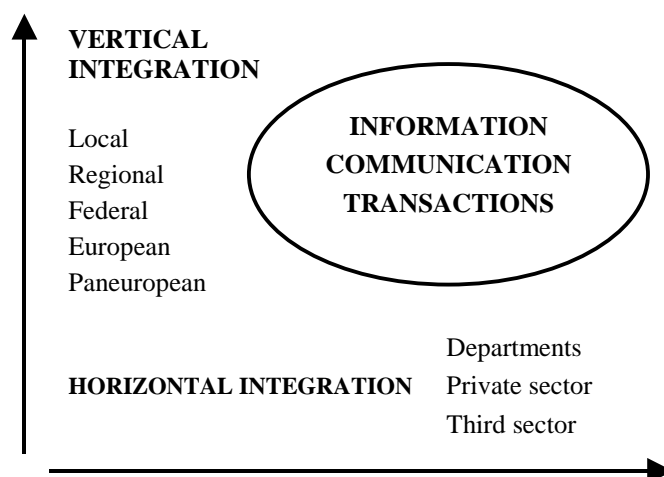 VERTICAL
INTEGRATION
Local
Regional
Federal
European
Paneuropean
INFORMATION
COMMUNICATION
TRANSACTIONS
HORIZONTAL INTEGRATION
Departments
Private sector
Third sector